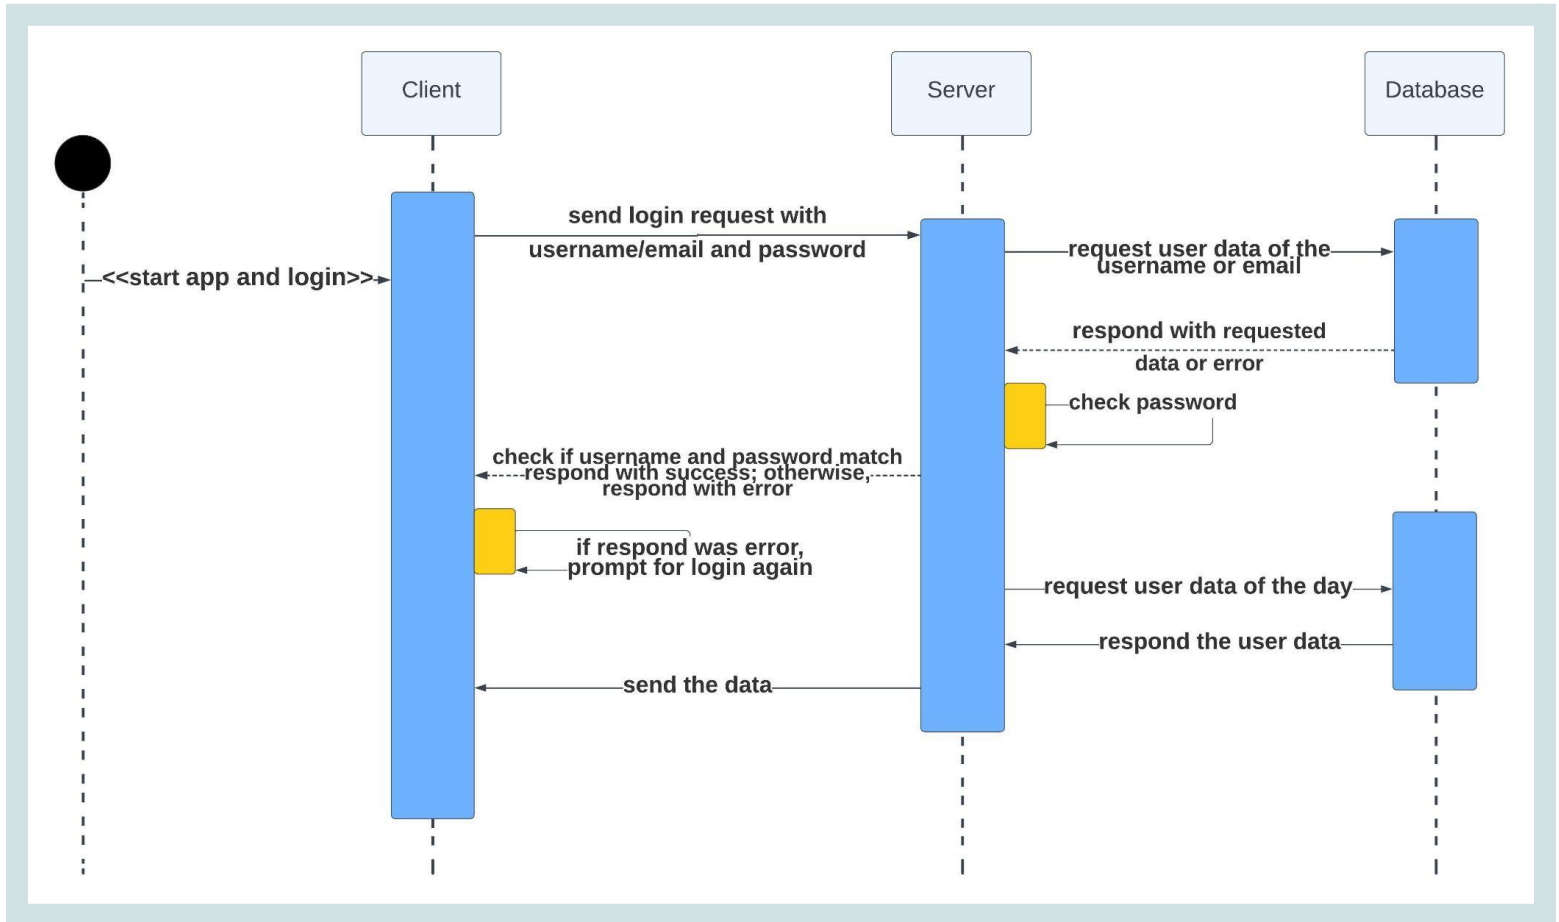 Client
Server
Database
send login request with
username/email and password
request user data of the
username or email
<<start app and login>>
respond with requested
data or error
check password
check if username and password match
respond with success; otherwise,
respond with error
if respond was error,
prompt for login again
request user data of the day
respond the user data
send the data